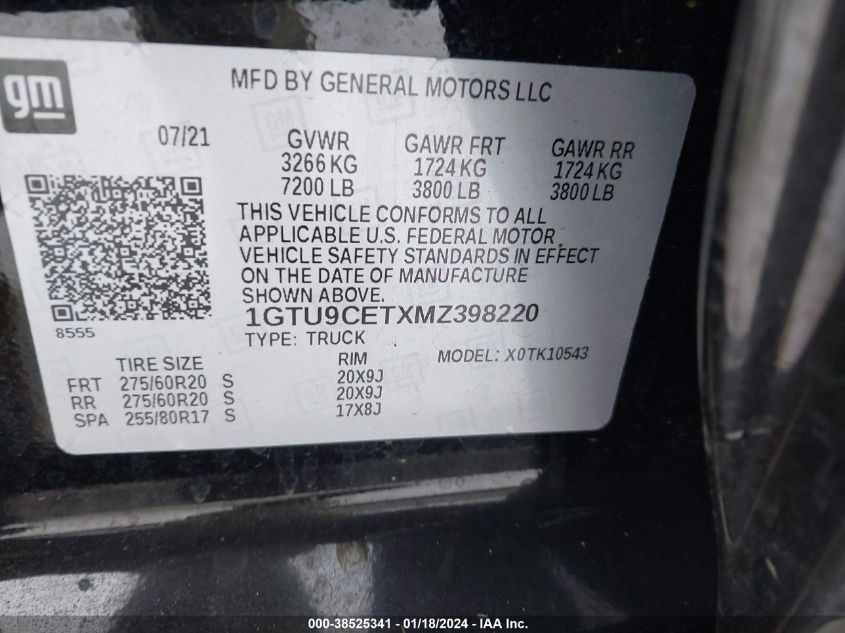 gm
MFD BY GENERAL MOTORS LLC
07/21
GVWR GAWR FRT GAWR RR
3266 KG 1724 KG 1724 KG
7200 LB 3800 LB 3800 LB
THIS VEHICLE CONFORMS TO ALL
APPLICABLE U.S. FEDERAL MOTOR
VEHICLE SAFETY STANDARDS IN EFFECT
ON THE DATE OF MANUFACTURE
SHOWN ABOVE.
1GTU9CETXMZ398220
8555
TYPE: TRUCK MODEL: X0TK10543
TIRE SIZE RIM
FRT 275/60R20 S 20X9J
RR 275/60R20 S 20X9J
SPA 255/80R17 S 17X8J
000-38525341 - 01/18/2024 - IAA Inc.